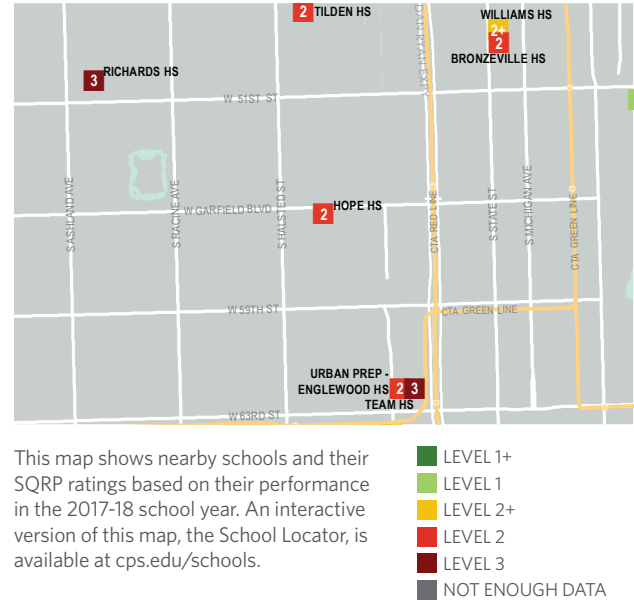 2 TILDEN HS
WILLIAMS HS
2+
2
BRONZEVILLE HS
DAN RYAN EXPY
3 RICHARDS HS
W 51ST ST
S ASHLAND AVE
S RACINE AVE
S HALSTED ST
CTA RED LINE
S STATE ST
S MICHIGAN AVE
CTA GREEN LINE
W GARFIELD BLVD
2 HOPE HS
W 59TH ST
CTA GREEN LINE
URBAN PREP -
ENGLEWOOD HS 2 3
TEAM HS
W 63RD ST
This map shows nearby schools and their
SQRP ratings based on their performance
in the 2017-18 school year. An interactive
version of this map, the School Locator, is
available at cps.edu/schools.
LEVEL 1+
LEVEL 1
LEVEL 2+
LEVEL 2
LEVEL 3
NOT ENOUGH DATA